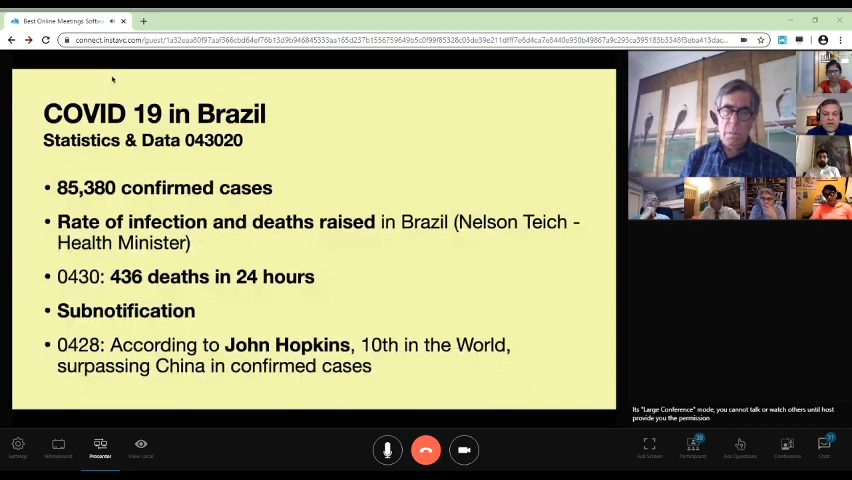 Best Online Meetings Softwa
connect.instavc.com/guest/
COVID 19 in Brazil
Statistics & Data 043020
• 85,380 confirmed cases
• Rate of infection and deaths raised in Brazil (Nelson Teich -
Health Minister)
• 0430: 436 deaths in 24 hours
• Subnotification
• 0428: According to John Hopkins, 10th in the World,
surpassing China in confirmed cases
Its "Large Conference" mode, you cannot talk or watch others until host
provide you the permission
Settings
Whiteboard
Presenter
View Local
Full Screen
39
Participants
Ask Questions
Conference
31
Chat